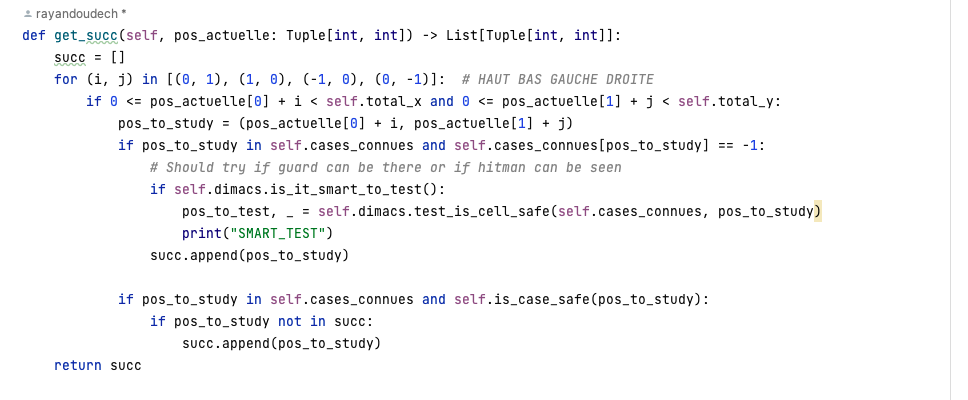 rayandoudech *
def get_succ(self, pos_actuelle: Tuple[int, int]) -> List[Tuple[int, int]]:
    succ = []
    for (i, j) in [(0, 1), (1, 0), (-1, 0), (0, -1)]:  # HAUT BAS GAUCHE DROITE
        if 0 <= pos_actuelle[0] + i < self.total_x and 0 <= pos_actuelle[1] + j < self.total_y:
            pos_to_study = (pos_actuelle[0] + i, pos_actuelle[1] + j)
            if pos_to_study in self.cases_connues and self.cases_connues[pos_to_study] == -1:
                # Should try if guard can be there or if hitman can be seen
                if self.dimacs.is_it_smart_to_test():
                    pos_to_test, _ = self.dimacs.test_is_cell_safe(self.cases_connues, pos_to_study)
                    print("SMART_TEST")
                succ.append(pos_to_study)

            if pos_to_study in self.cases_connues and self.is_case_safe(pos_to_study):
                if pos_to_study not in succ:
                    succ.append(pos_to_study)
    return succ